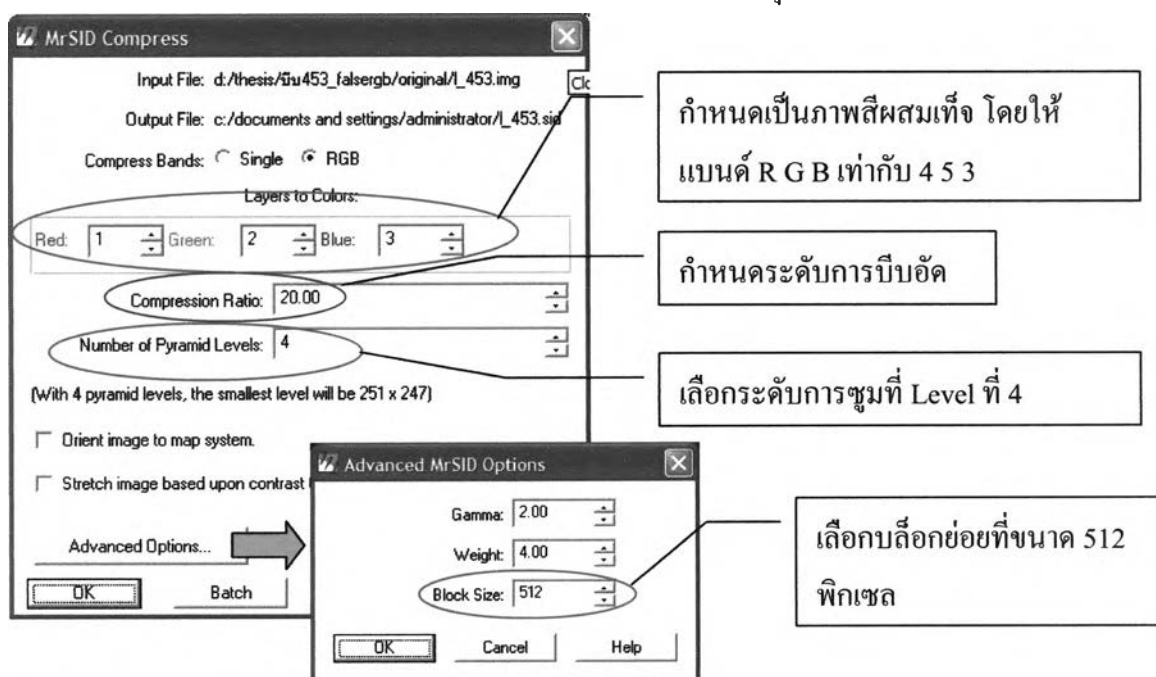 MrSID Compress
Input File: d:/thesis/บีบ453_falsergb/original/l_453.img
Output File: c:/documents and settings/administrator/l_453.sid
Compress Bands: Single RGB
Layers to Colors:
Red: 1 Green: 2 Blue: 3
Compression Ratio: 20.00
Number of Pyramid Levels: 4
(With 4 pyramid levels, the smallest level will be 251 x 247)
Orient image to map system.
Stretch image based upon contrast
Advanced Options...
OK Batch
Advanced MrSID Options
Gamma: 2.00
Weight: 4.00
Block Size: 512
OK Cancel Help
กำหนดเป็นภาพสีผสมเท็จ โดยให้
แบนด์ R G B เท่ากับ 4 5 3
กำหนดระดับการบีบอัด
เลือกระดับการซูมที่ Level ที่ 4
เลือกบล็อกย่อยที่ขนาด 512
พิกเซล